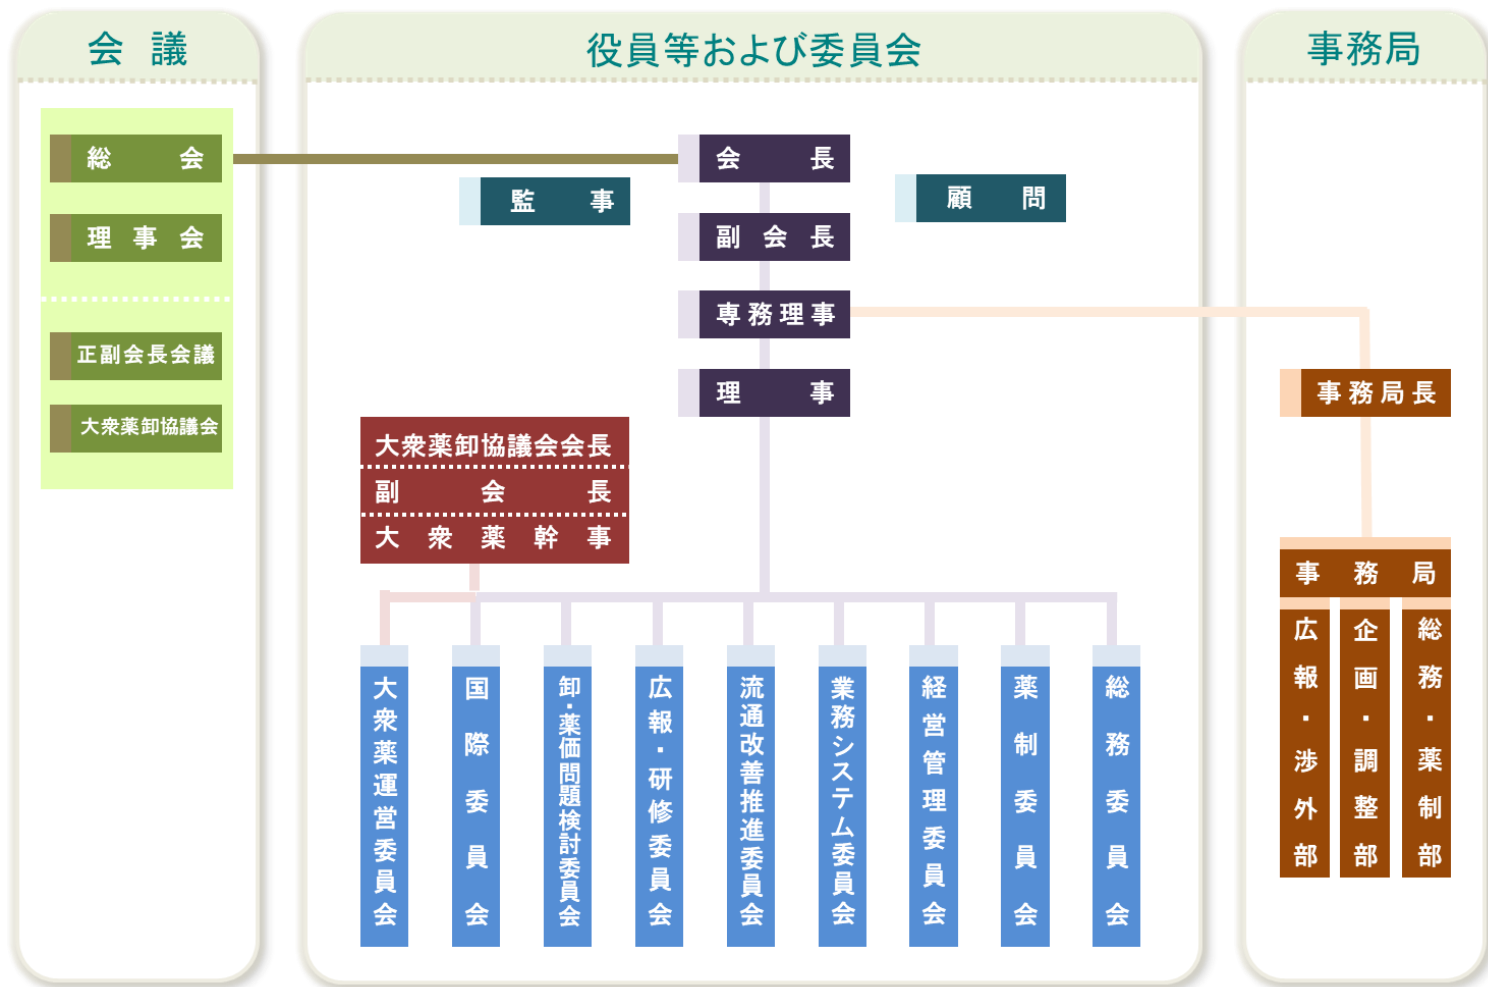 会 議
総 会
理 事 会
正副会長会議
大衆薬卸協議会
役員等および委員会
会 長
監 事
顧 問
副 会 長
専務理事
理 事
大衆薬卸協議会会長
副 会 長
大 衆 薬 幹 事
大衆薬運営委員会
国際委員会
卸・薬価問題検討委員会
広報・研修委員会
流通改善推進委員会
業務システム委員会
経営管理委員会
薬制委員会
総務委員会
事務局
事務局長
事 務 局
広報・渉外部
企画・調整部
総務・薬制部